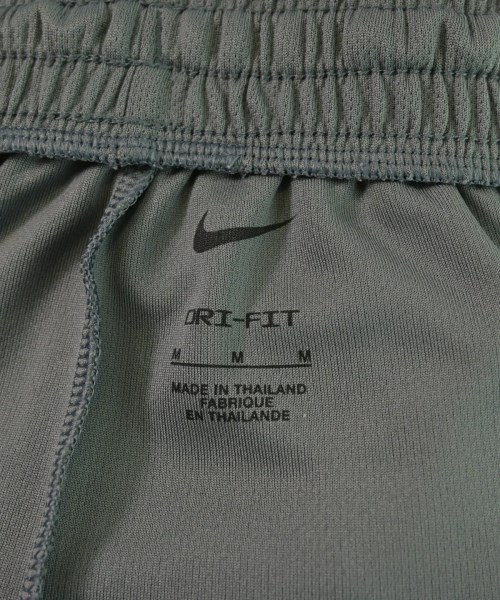 DRI-FIT
M M M
MADE IN THAILAND
FABRIQUE
EN THAILANDE